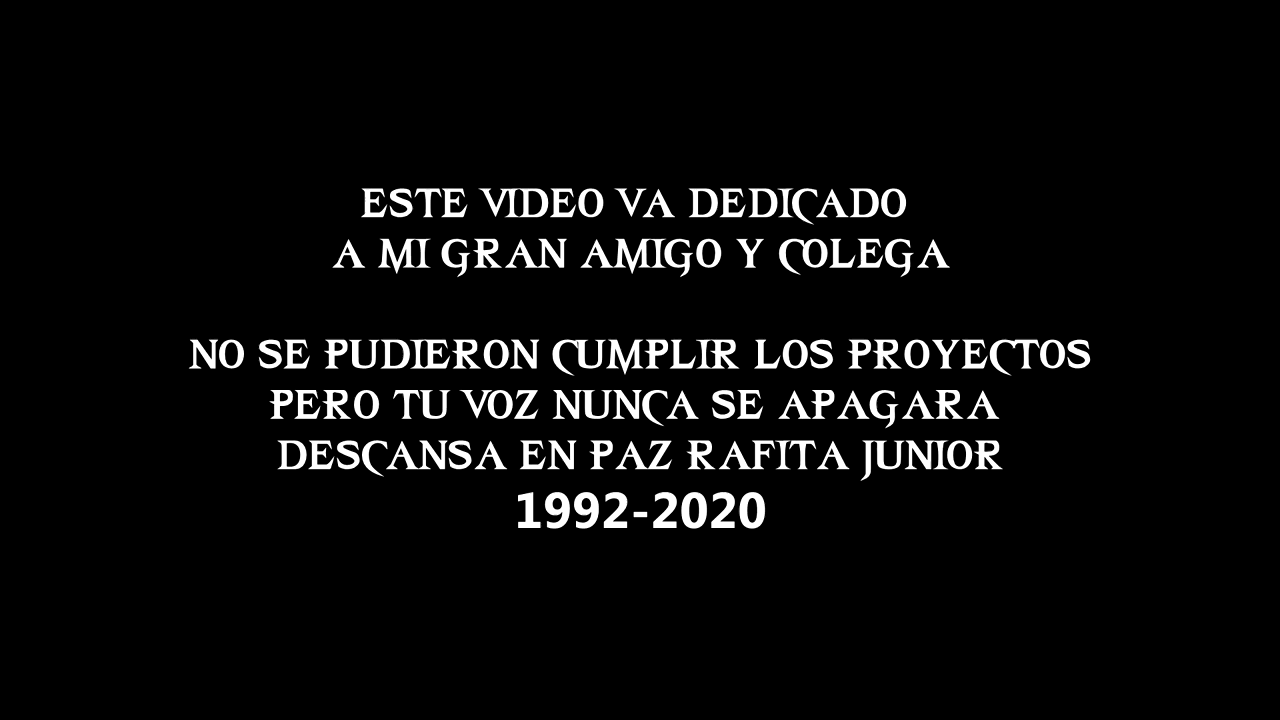 ESTE VIDEO VA DEDICADO
A MI GRAN AMIGO Y COLEGA
NO SE PUDIERON CUMPLIR LOS PROYECTOS
PERO TU VOZ NUNCA SE APAGARA
DESCANSA EN PAZ RAFITA JUNIOR
1992-2020